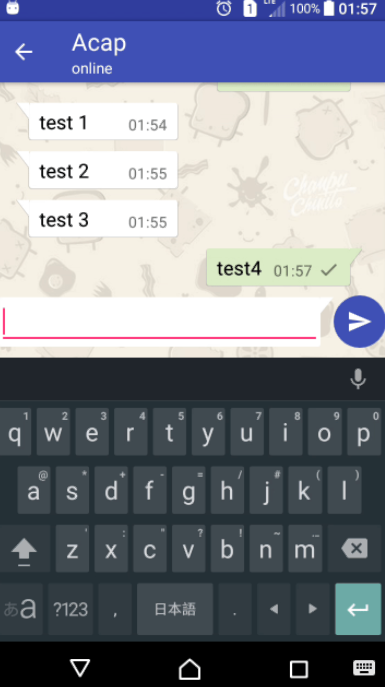 1 LTE 100% 01:57
Acap
online
test 1 01:54
test 2 01:55
test 3 01:55
Choupy
test4 01:57
1 2 3 4 5 6 7 8 9 0
q w e r t y u i o p
@ * + - = / # ( )
a s d f g h j k l
' : " ? ! ~ …
z x c v b n m
あa ?123 , 日本語 .